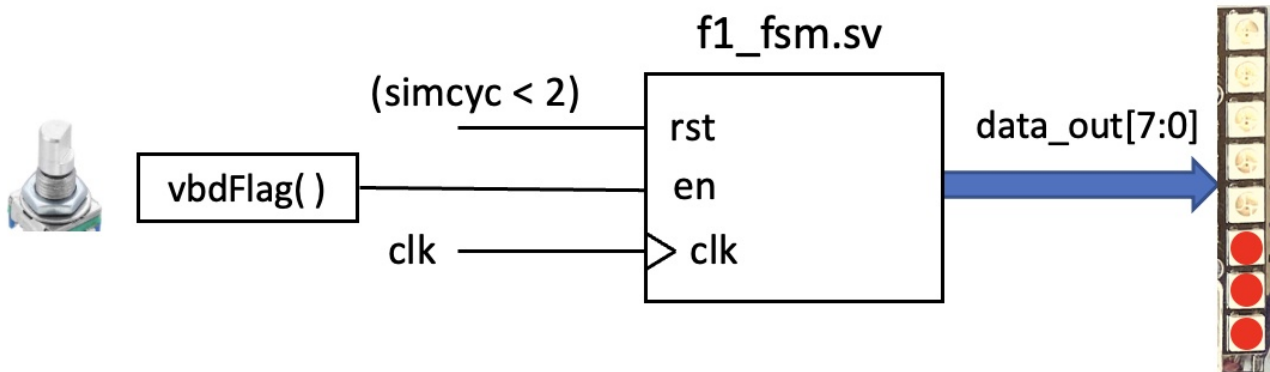 f1_fsm.sv
(simcyc < 2)
rst
data_out[7:0]
vbdFlag( )
en
clk
clk